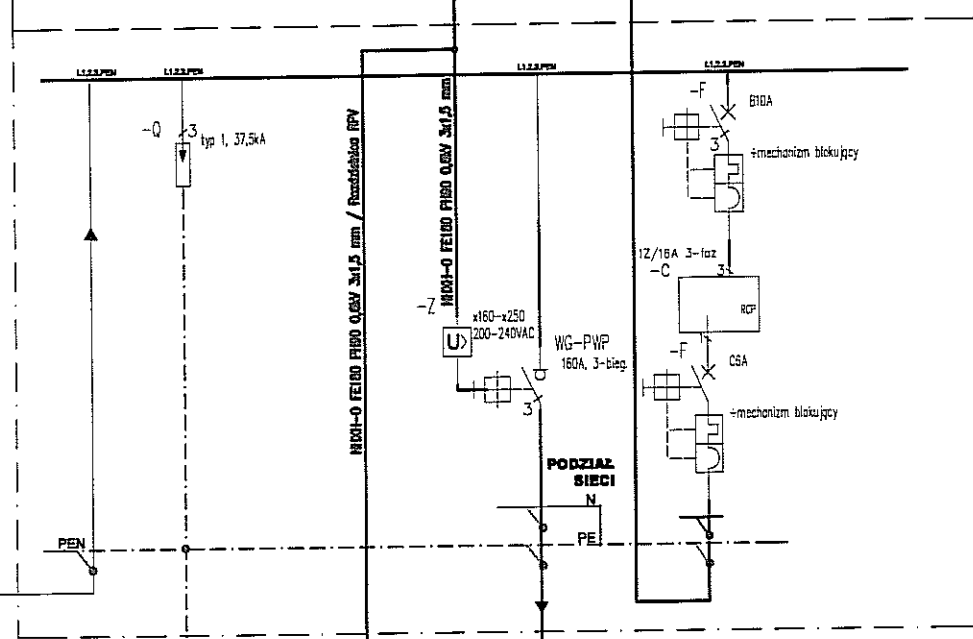 L1,2,3,PEN
L1,2,3,PEN
L1,2,3,PEN
L1,2,3,PEN
-Q
3
typ 1, 37,5kA
NHXH-O FE180 PH90 0,6kV 3x1,5 mm / Rozdzielnica RPV
NHXH-O FE180 PH90 0,6kV 3x1,5 mm
-F
B10A
3
+mechanizm blokujący
1Z/16A 3-faz
-C
3
RCP
1
-Z
x160-x250
200-240VAC
U>
WG-PWP
160A, 3-bieg.
3
-F
C6A
+mechanizm blokujący
PODZIAŁ
SIECI
N
PE
PEN